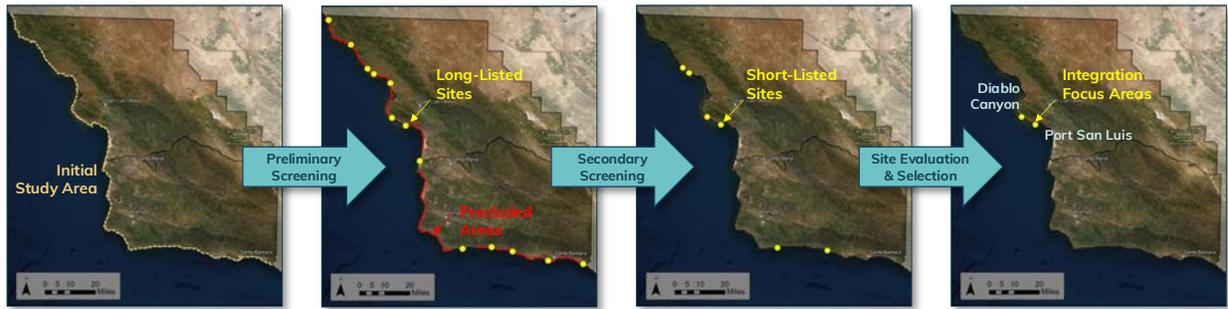 Initial
Study Area
0 5 10 20
Miles
Preliminary
Screening
Long-Listed
Sites
Precluded
Areas
Santa Barbara
0 5 10 20
Miles
Secondary
Screening
Short-Listed
Sites
0 5 10 20
Miles
Site Evaluation
& Selection
Diablo
Canyon
Integration
Focus Areas
Port San Luis
0 5 10 20
Miles